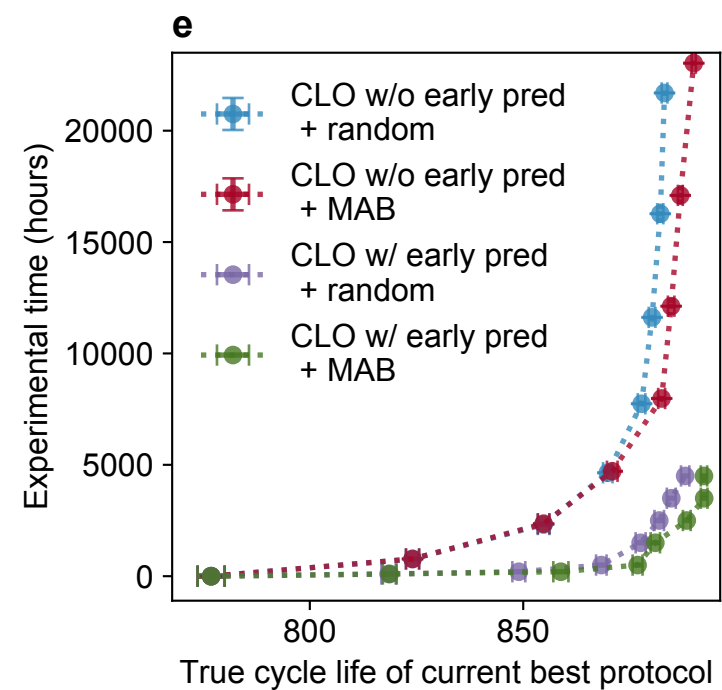 e
CLO w/o early pred
+ random
CLO w/o early pred
+ MAB
CLO w/ early pred
+ random
CLO w/ early pred
+ MAB
Experimental time (hours)
20000
15000
10000
5000
0
800
850
True cycle life of current best protocol